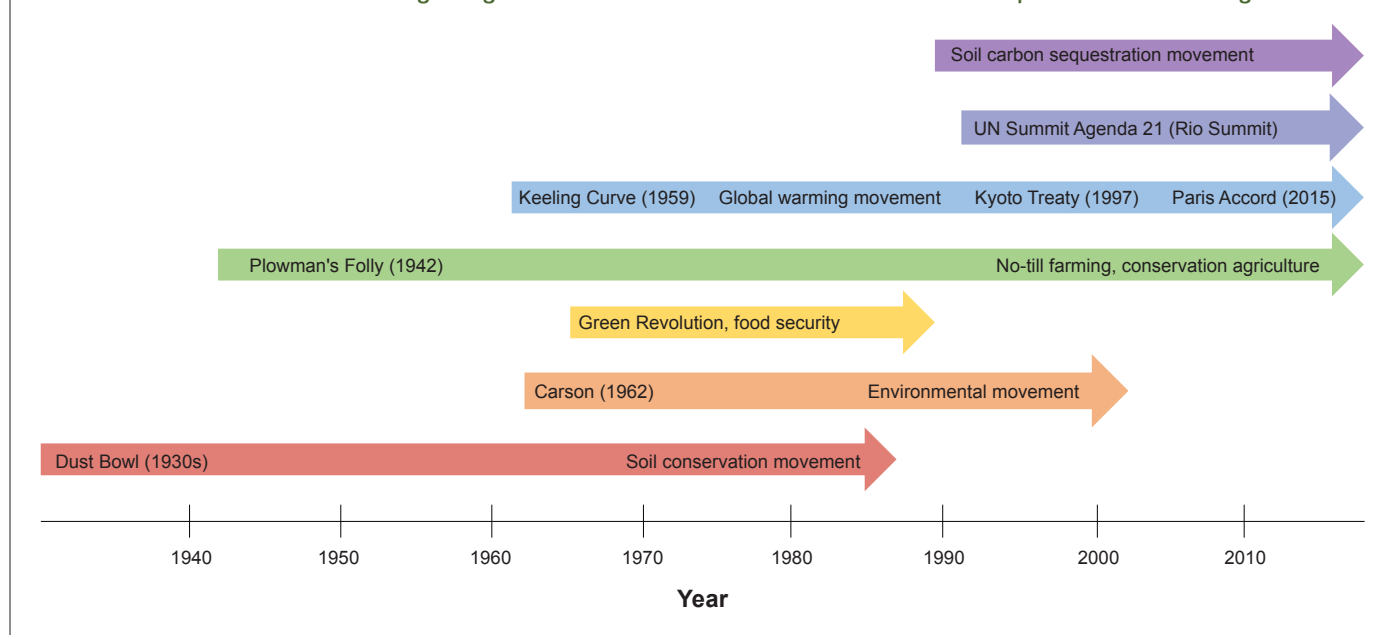 Soil carbon sequestration movement
UN Summit Agenda 21 (Rio Summit)
Keeling Curve (1959) Global warming movement Kyoto Treaty (1997) Paris Accord (2015)
Plowman's Folly (1942) No-till farming, conservation agriculture
Green Revolution, food security
Carson (1962) Environmental movement
Dust Bowl (1930s) Soil conservation movement
1940 1950 1960 1970 1980 1990 2000 2010
Year